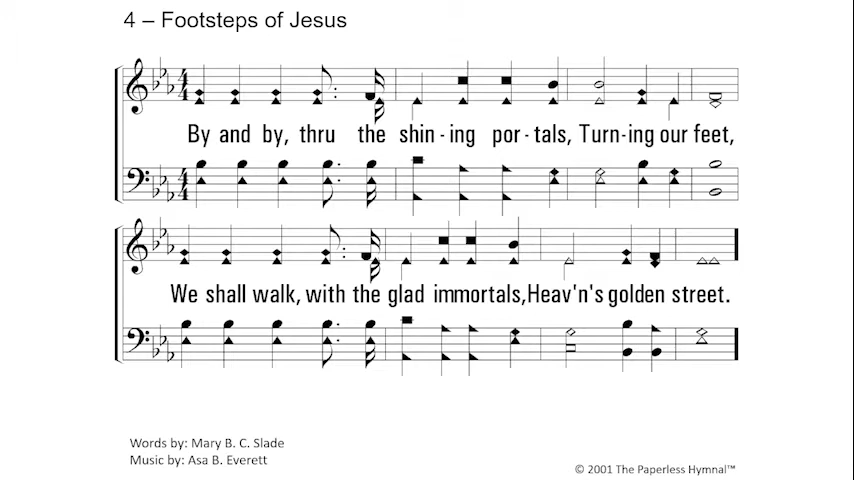 4 – Footsteps of Jesus
By and by, thru the shin - ing por - tals, Turn-ing our feet,
We shall walk, with the glad immortals,Heav'n's golden street.
Words by: Mary B. C. Slade
Music by: Asa B. Everett
© 2001 The Paperless Hymnal™